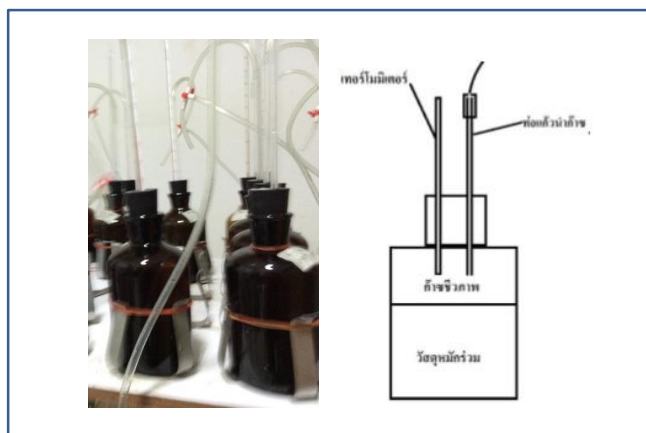 เทอร์โมมิเตอร์
ท่อแก้วนำก๊าซ
ก๊าซชีวภาพ
วัสดุหมักร่วม